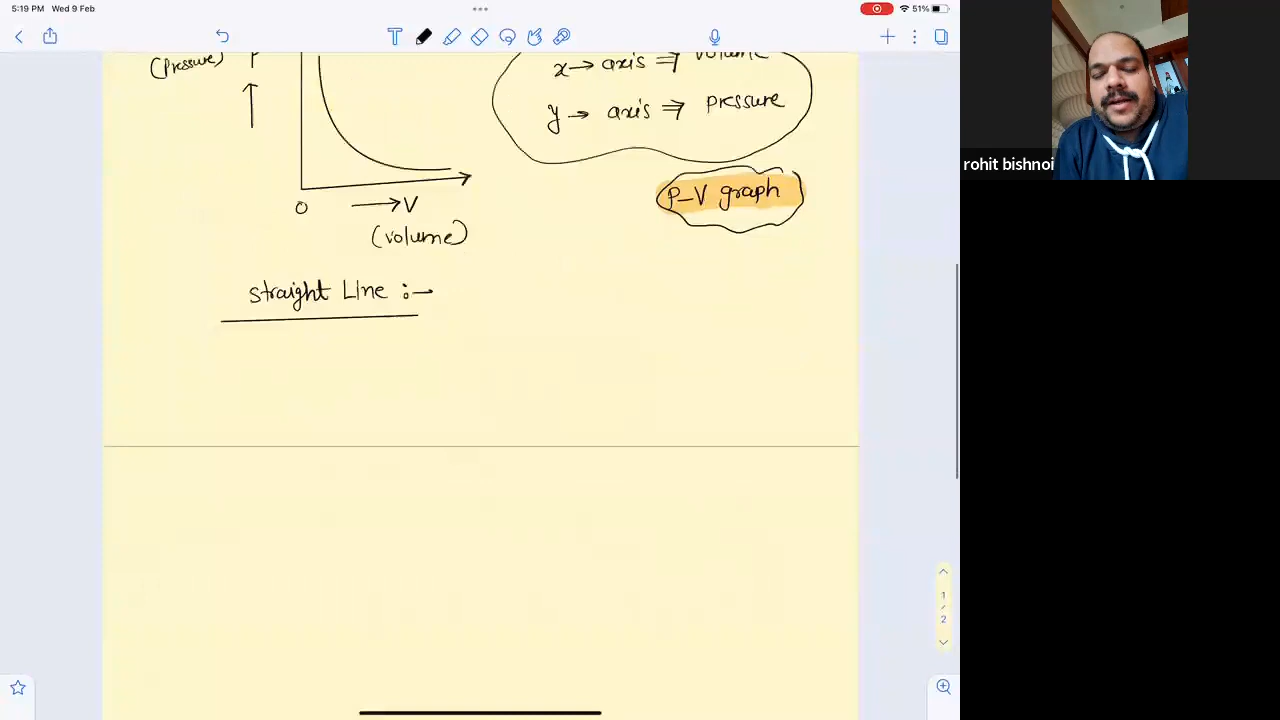 5:19 PM Wed 9 Feb
51%
(Pressure) P
x → axis ⇒ volume
y → axis ⇒ pressure
P-V graph
0 → V
(volume)
straight Line :-
rohit bishnoi
1
/
2